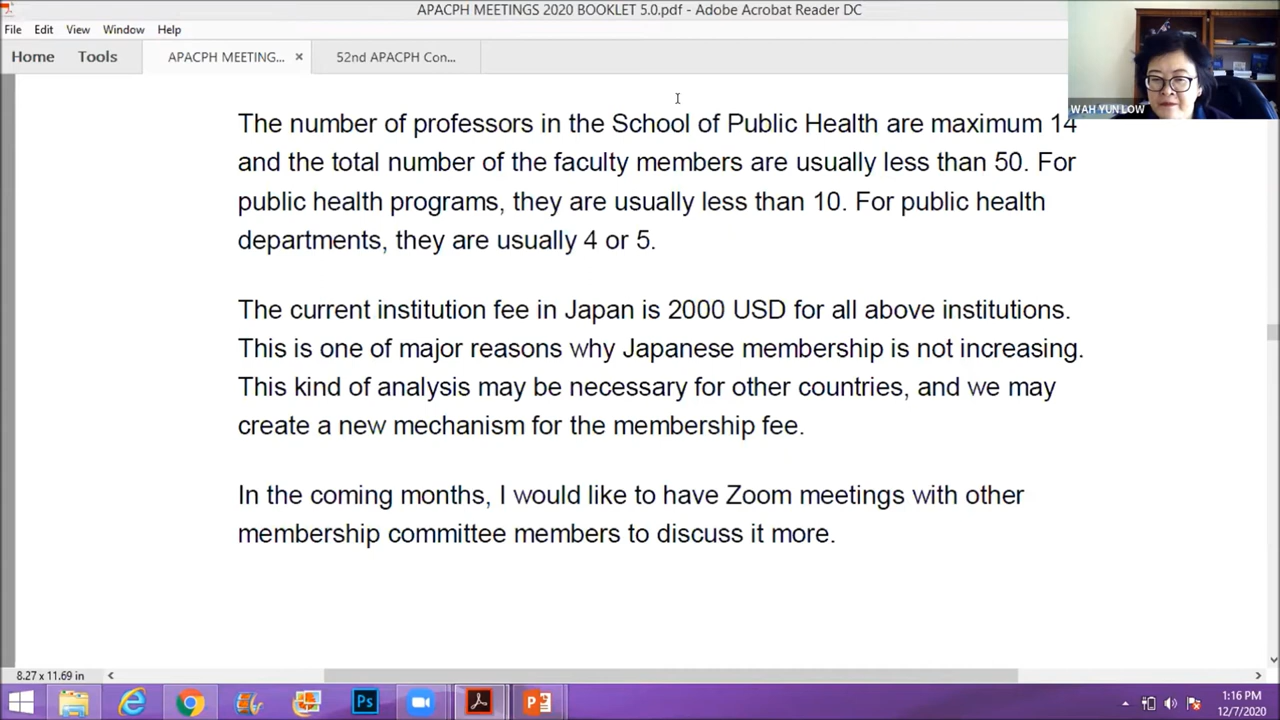 APACPH MEETINGS 2020 BOOKLET 5.0.pdf - Adobe Acrobat Reader DC
File Edit View Window Help
Home Tools APACPH MEETING... × 52nd APACPH Con...
WAH YUN LOW
The number of professors in the School of Public Health are maximum 14
and the total number of the faculty members are usually less than 50. For
public health programs, they are usually less than 10. For public health
departments, they are usually 4 or 5.
The current institution fee in Japan is 2000 USD for all above institutions.
This is one of major reasons why Japanese membership is not increasing.
This kind of analysis may be necessary for other countries, and we may
create a new mechanism for the membership fee.
In the coming months, I would like to have Zoom meetings with other
membership committee members to discuss it more.
8.27 x 11.69 in
Ps
1:16 PM
12/7/2020